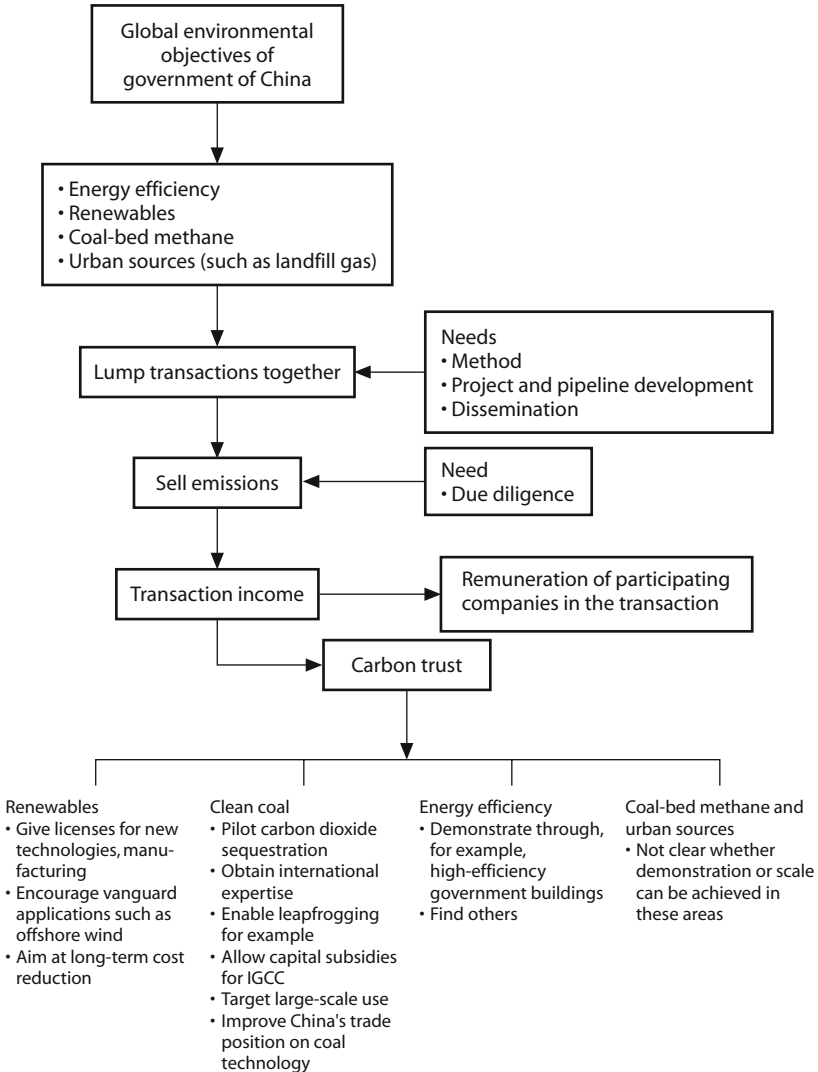 Global environmental
objectives of
government of China
• Energy efficiency
• Renewables
• Coal-bed methane
• Urban sources (such as landfill gas)
Lump transactions together
Needs
• Method
• Project and pipeline development
• Dissemination
Sell emissions
Need
• Due diligence
Transaction income
Remuneration of participating
companies in the transaction
Carbon trust
Renewables
• Give licenses for new
technologies, manu-
facturing
• Encourage vanguard
applications such as
offshore wind
• Aim at long-term cost
reduction
Clean coal
• Pilot carbon dioxide
sequestration
• Obtain international
expertise
• Enable leapfrogging
for example
• Allow capital subsidies
for IGCC
• Target large-scale use
• Improve China's trade
position on coal
technology
Energy efficiency
• Demonstrate through,
for example,
high-efficiency
government buildings
• Find others
Coal-bed methane and
urban sources
• Not clear whether
demonstration or scale
can be achieved in
these areas